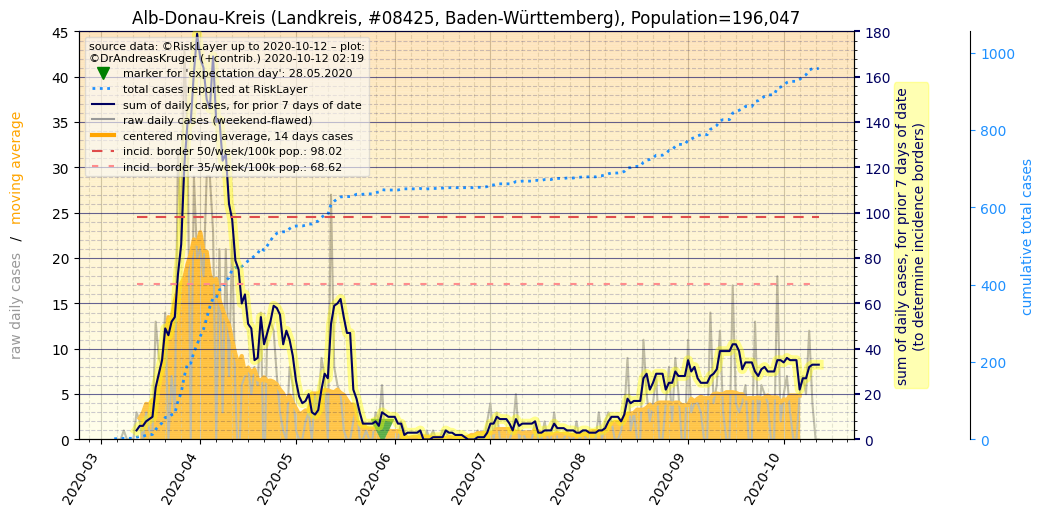 Alb-Donau-Kreis (Landkreis, #08425, Baden-Württemberg), Population=196,047
source data: ©RiskLayer up to 2020-10-12 – plot:
©DrAndreasKruger (+contrib.) 2020-10-12 02:19
marker for 'expectation day': 28.05.2020
total cases reported at RiskLayer
sum of daily cases, for prior 7 days of date
raw daily cases (weekend-flawed)
centered moving average, 14 days cases
incid. border 50/week/100k pop.: 98.02
incid. border 35/week/100k pop.: 68.62
raw daily cases / moving average
45
40
35
30
25
20
15
10
5
0
2020-03
2020-04
2020-05
2020-06
2020-07
2020-08
2020-09
2020-10
180
160
140
120
100
80
60
40
20
0
sum of daily cases, for prior 7 days of date
(to determine incidence borders)
1000
800
600
400
200
0
cumulative total cases